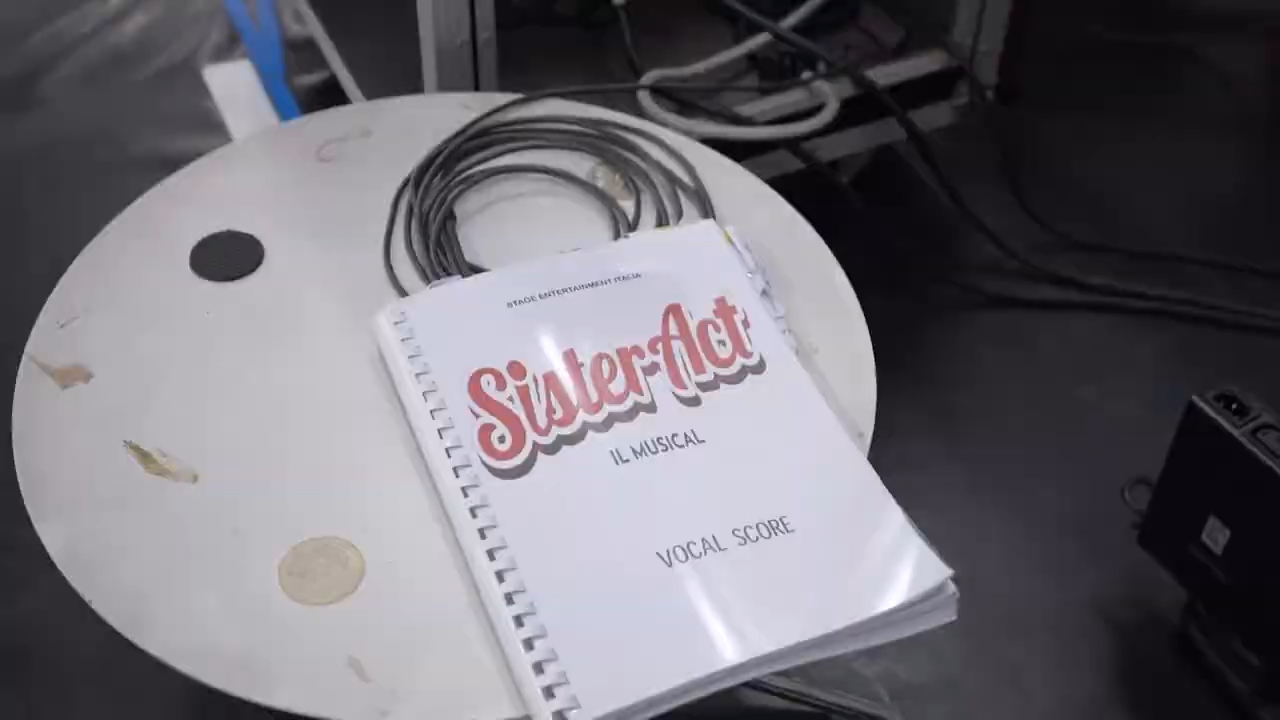 STAGE ENTERTAINMENT ITALIA
Sister Act
IL MUSICAL
VOCAL SCORE